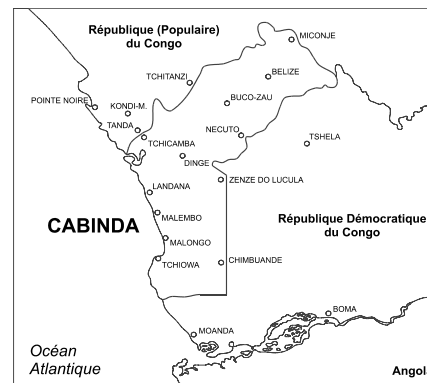 République (Populaire)
du Congo
MICONJE
TCHITANZI
BELIZE
POINTE NOIRE
KONDI-M.
BUCO-ZAU
TANDA
TCHICAMBA
NECUTO
TSHELA
DINGE
ZENZE DO LUCULA
LANDANA
MALEMBO
CABINDA
République Démocratique
du Congo
MALONGO
TCHIOWA
CHIMBUANDE
BOMA
MOANDA
Océan
Atlantique
Angola